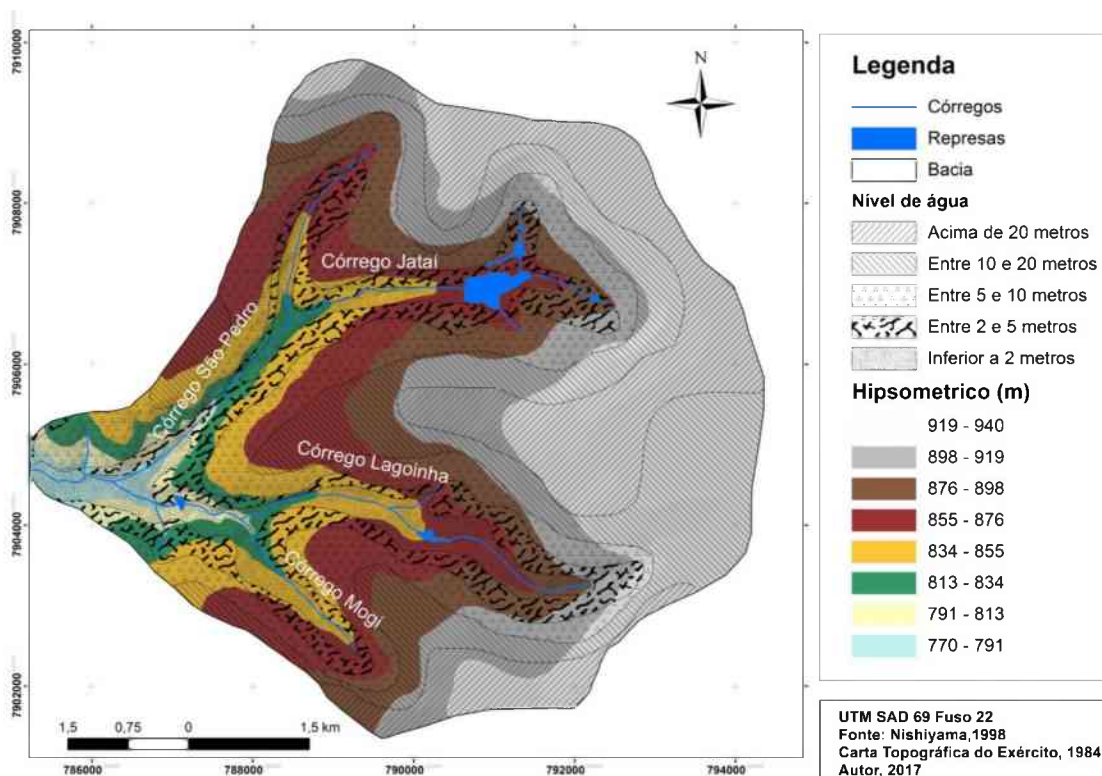 7910000
7908000
7906000
7904000
7902000
N
Córrego Jataí
Córrego São Pedro
Córrego Lagoinha
Córrego Mogi
1,5 0,75 0 1,5 km
786000 788000 790000 792000 794000
Legenda
Córregos
Represas
Bacia
Nível de água
Acima de 20 metros
Entre 10 e 20 metros
Entre 5 e 10 metros
Entre 2 e 5 metros
Inferior a 2 metros
Hipsometrico (m)
919 - 940
898 - 919
876 - 898
855 - 876
834 - 855
813 - 834
791 - 813
770 - 791
UTM SAD 69 Fuso 22
Fonte: Nishiyama,1998
Carta Topográfica do Exército, 1984
Autor, 2017